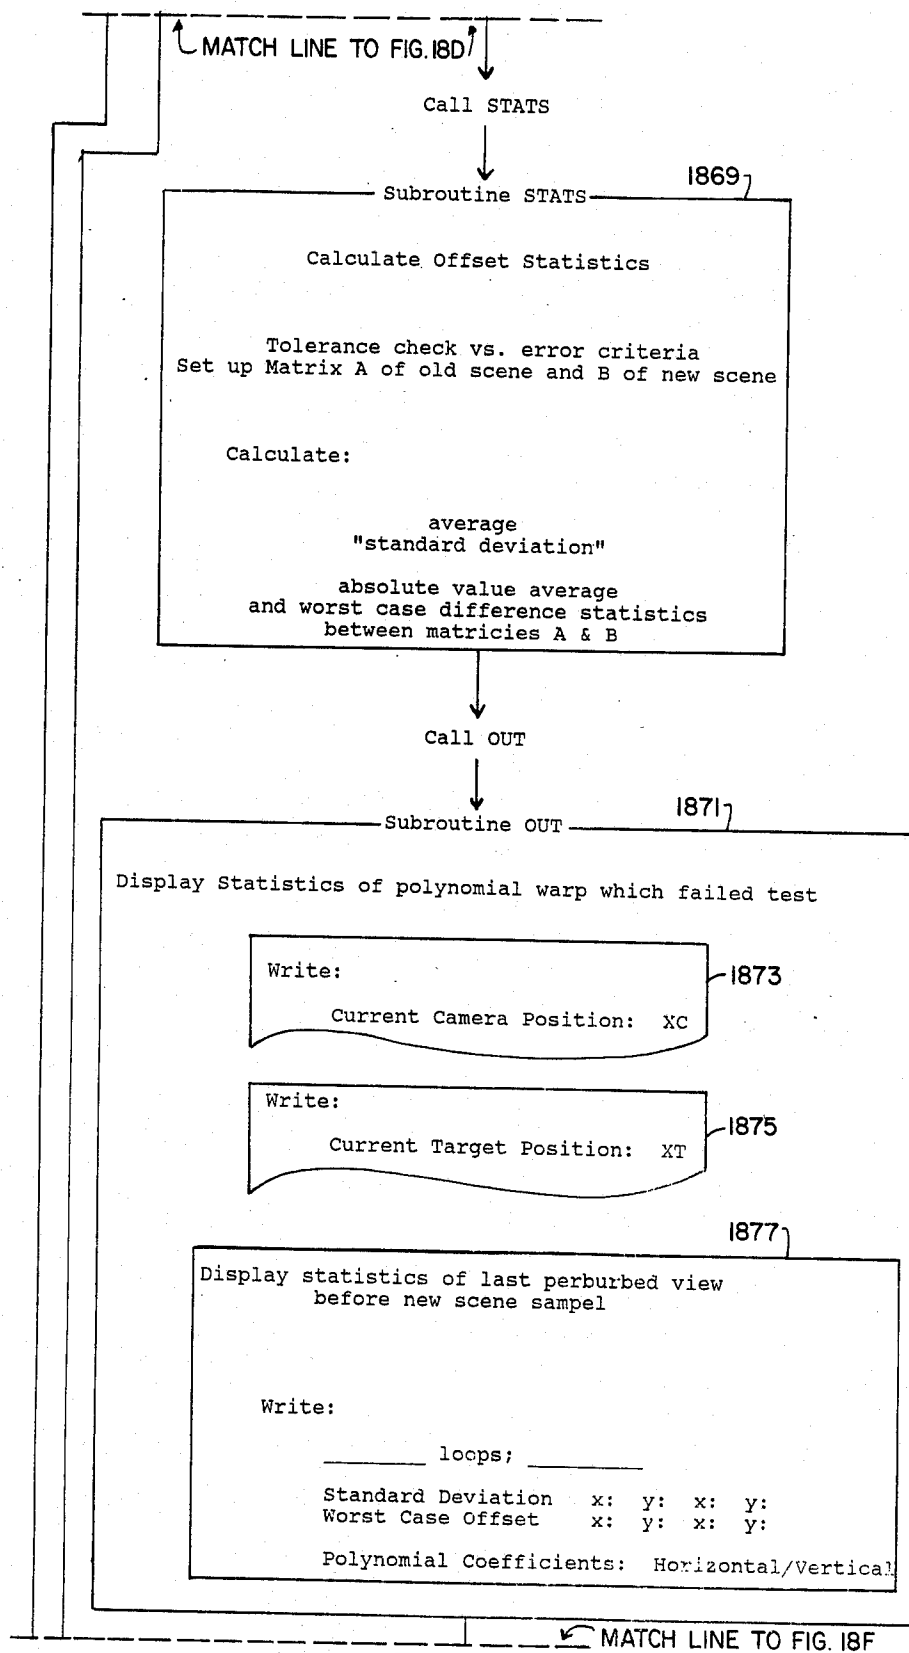 MATCH LINE TO FIG. 18D
Call STATS
1869
Subroutine STATS
Calculate Offset Statistics
Tolerance check vs. error criteria
Set up Matrix A of old scene and B of new scene
Calculate:
average
"standard deviation"
absolute value average
and worst case difference statistics
between matricies A & B
Call OUT
1871
Subroutine OUT
Display Statistics of polynomial warp which failed test
Write:
1873
Current Camera Position: XC
Write:
1875
Current Target Position: XT
1877
Display statistics of last perburbed view
before new scene sampel
Write:
________ loops; _________
Standard Deviation x: y: x: y:
Worst Case Offset x: y: x: y:
Polynomial Coefficients: Horizontal/Vertical
MATCH LINE TO FIG. 18F